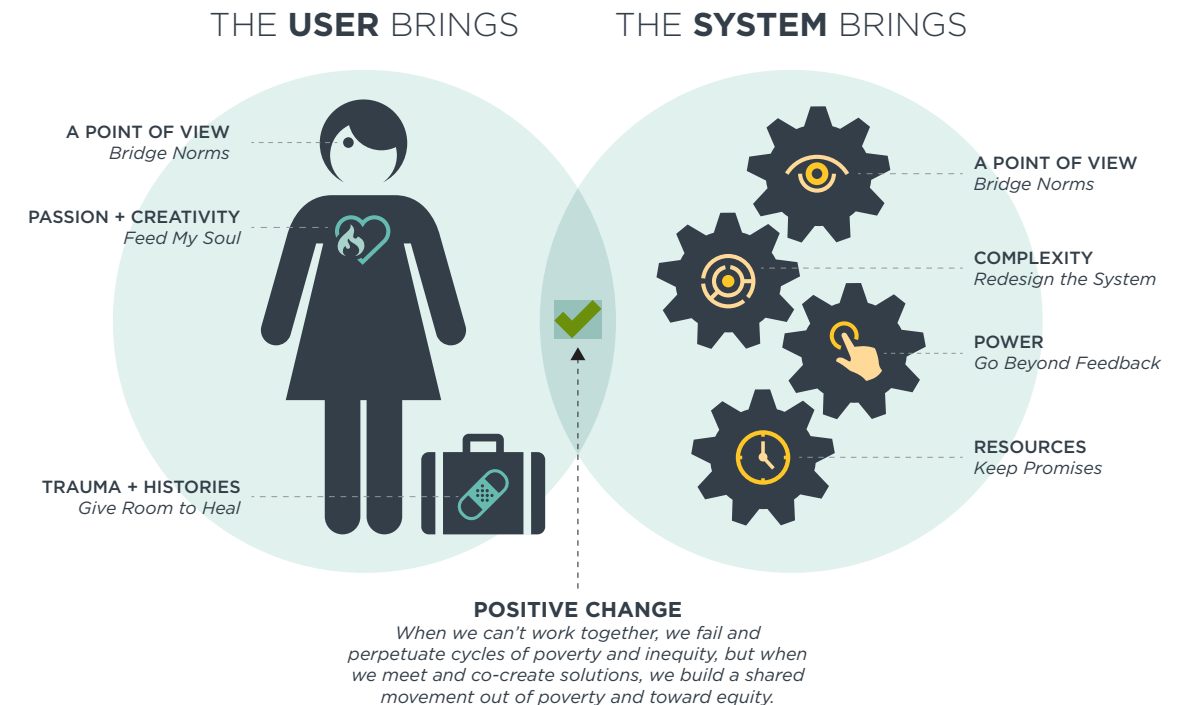 THE USER BRINGS
A POINT OF VIEW
Bridge Norms
PASSION + CREATIVITY
Feed My Soul
TRAUMA + HISTORIES
Give Room to Heal
THE SYSTEM BRINGS
A POINT OF VIEW
Bridge Norms
COMPLEXITY
Redesign the System
POWER
Go Beyond Feedback
RESOURCES
Keep Promises
POSITIVE CHANGE
When we can't work together, we fail and
perpetuate cycles of poverty and inequity, but when
we meet and co-create solutions, we build a shared
movement out of poverty and toward equity.